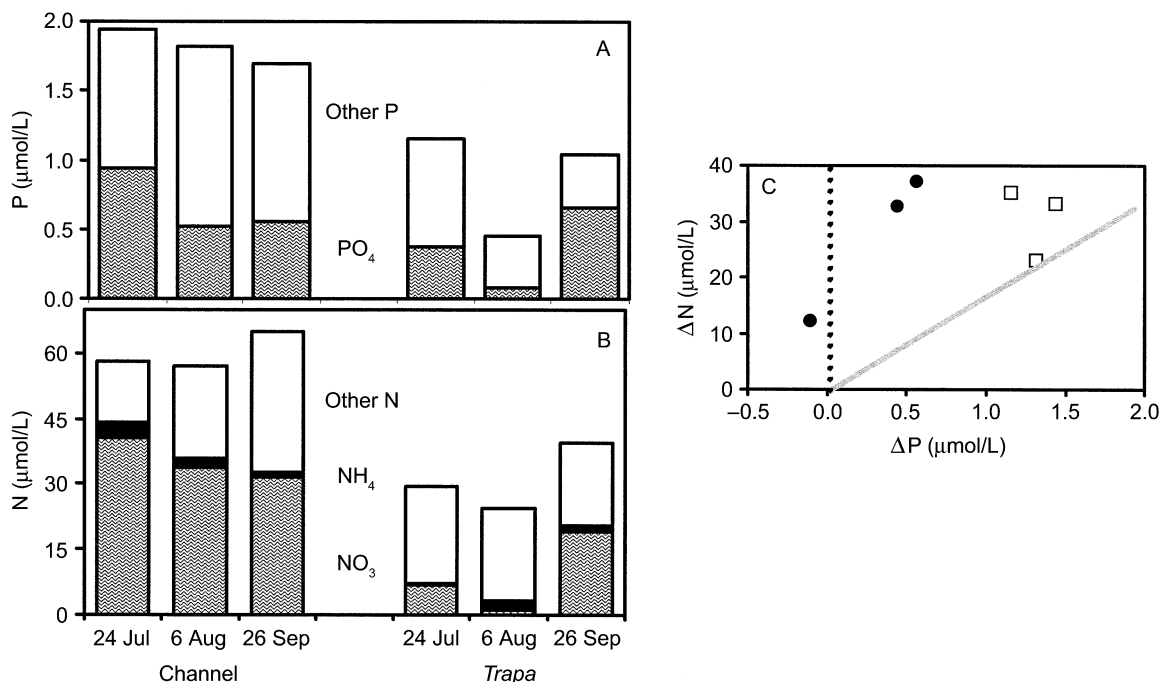 2.0
1.5
1.0
0.5
0.0
P (μmol/L)
A
Other P
PO4
60
45
30
15
0
N (μmol/L)
B
Other N
NH4
NO3
24 Jul 6 Aug 26 Sep 24 Jul 6 Aug 26 Sep
Channel Trapa
C
40
30
20
10
0
ΔN (μmol/L)
–0.5 0.0 0.5 1.0 1.5 2.0
ΔP (μmol/L)